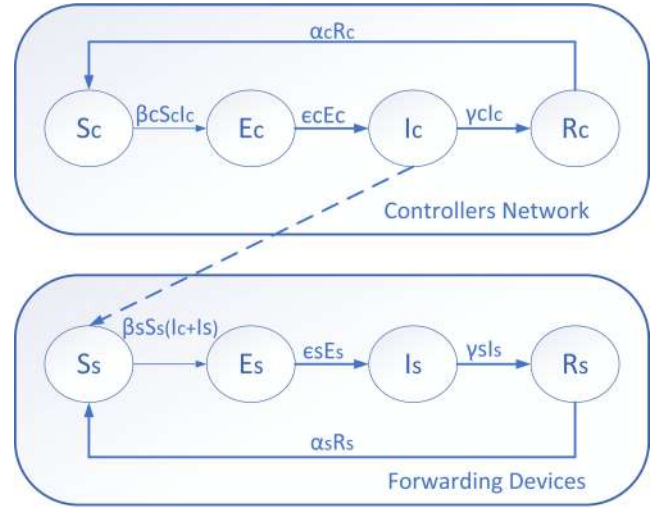 αcRc
βcScIc
ϵcEc
γcIc
Sc
Ec
Ic
Rc
Controllers Network
βsSs(Ic+Is)
ϵsEs
γsIs
Ss
Es
Is
Rs
αsRs
Forwarding Devices